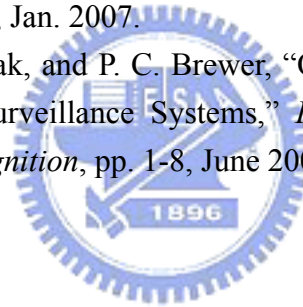 , Jan. 2007.
ak, and P. C. Brewer, “C
urveillance Systems,”
gnition, pp. 1-8, June 200
1896